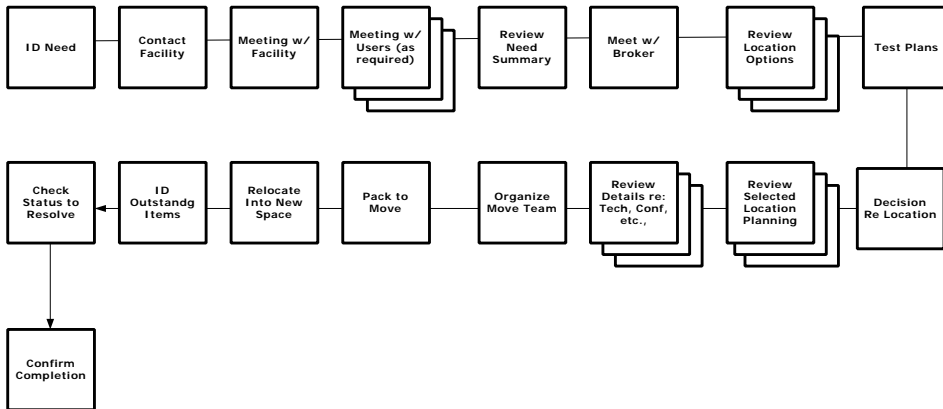 ID Need
Contact
Facility
Meeting w/
Facility
Meeting w/
Users (as
required)
Review
Need
Summary
Meet w/
Broker
Review
Location
Options
Test Plans
Check
Status to
Resolve
ID
Outstandg
Items
Relocate
Into New
Space
Pack to
Move
Organize
Move Team
Review
Details re:
Tech, Conf,
etc.,
Review
Selected
Location
Planning
Decision
Re Location
Confirm
Completion